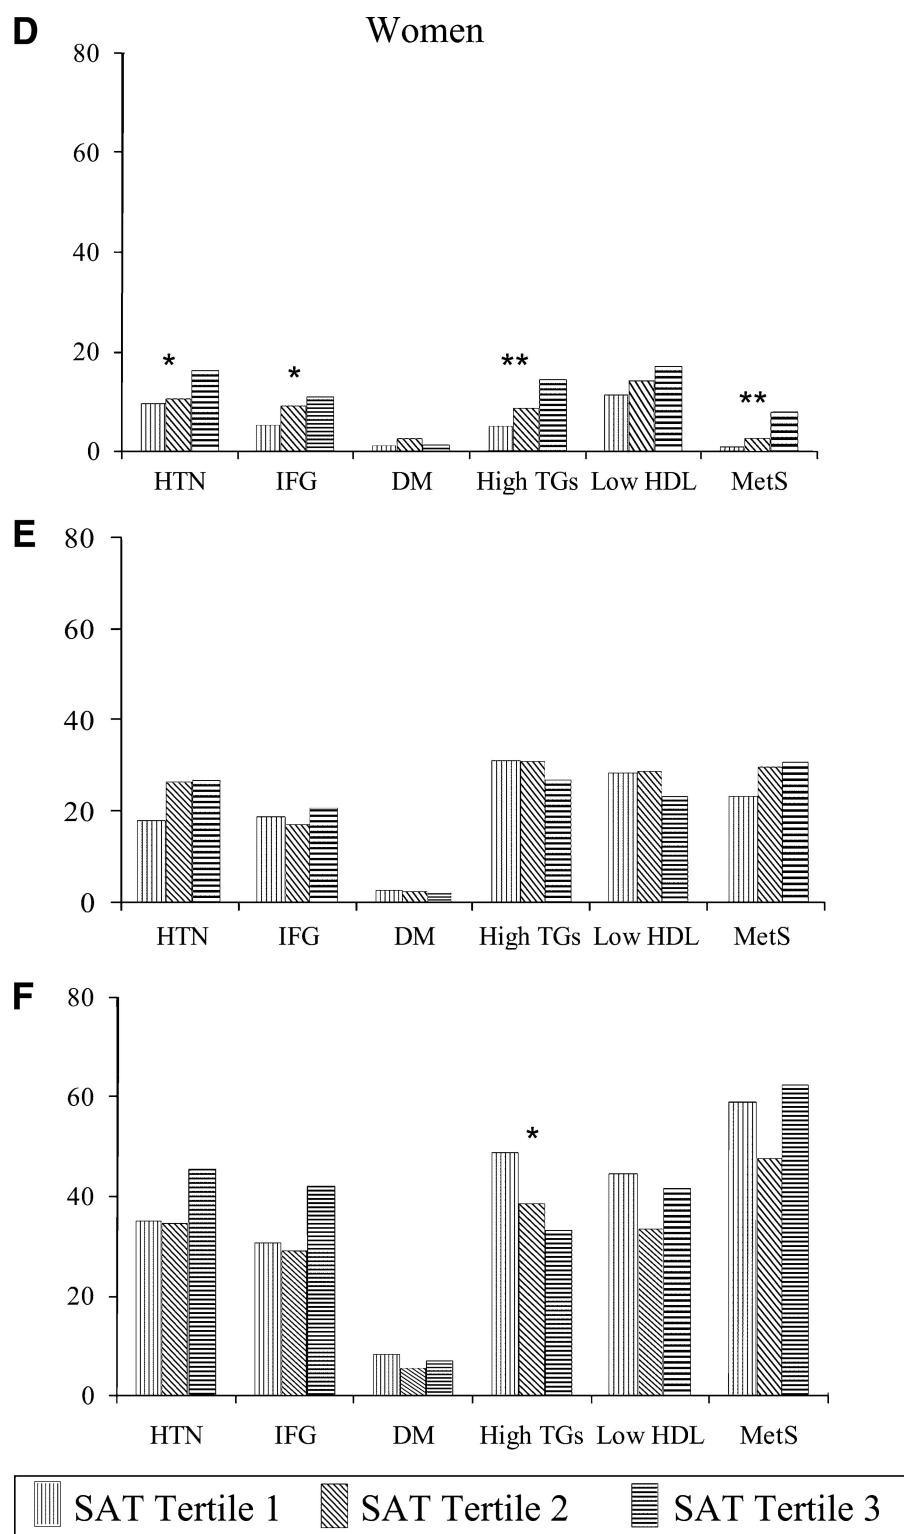 D
Women
80
60
40
20
0
* * ** **
HTN IFG DM High TGs Low HDL MetS
E
80
60
40
20
0
HTN IFG DM High TGs Low HDL MetS
F
80
60
40
20
0
*
HTN IFG DM High TGs Low HDL MetS
SAT Tertile 1 SAT Tertile 2 SAT Tertile 3